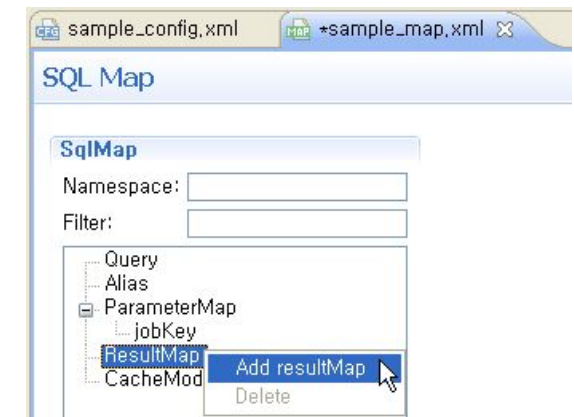 sample_config,xml *sample_map,xml
SQL Map
SqlMap
Namespace:
Filter:
Query
Alias
ParameterMap
jobKey
ResultMap
Add resultMap
CacheMod
Delete